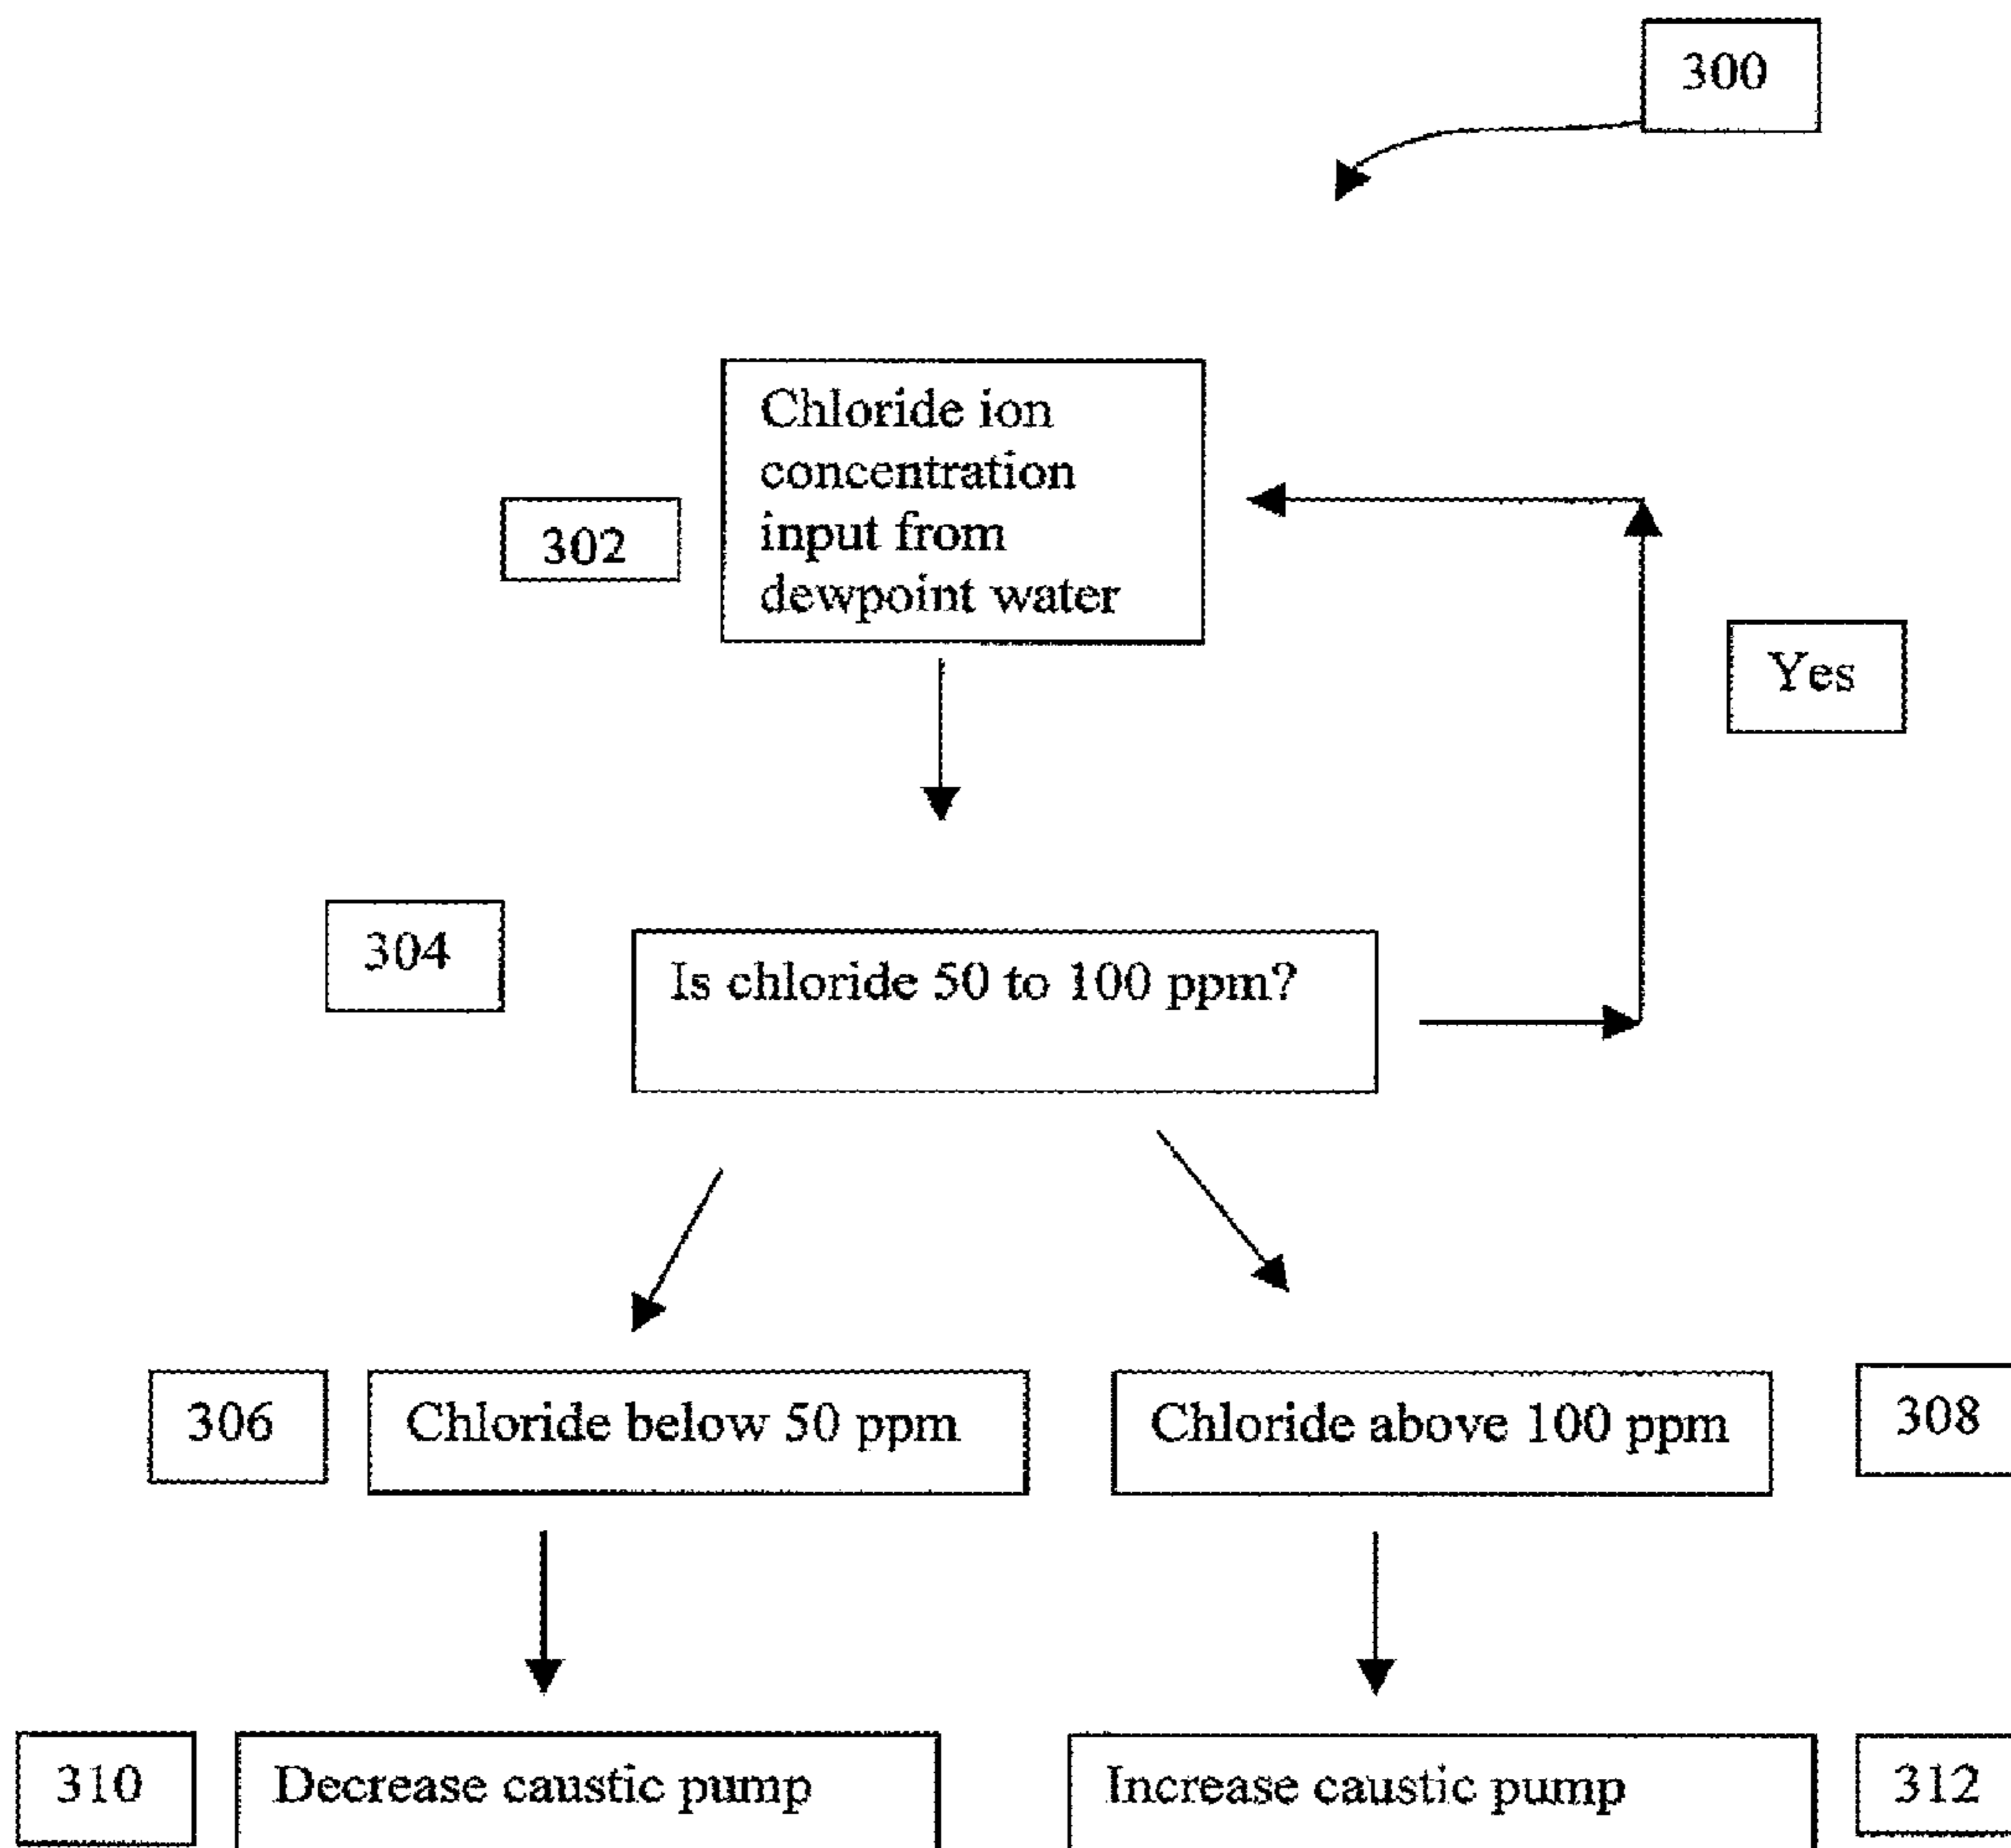 300
Chloride ion
concentration
input from
dewpoint water
302
Yes
304
Is chloride 50 to 100 ppm?
306
Chloride below 50 ppm
Chloride above 100 ppm
308
310
Decrease caustic pump
Increase caustic pump
312